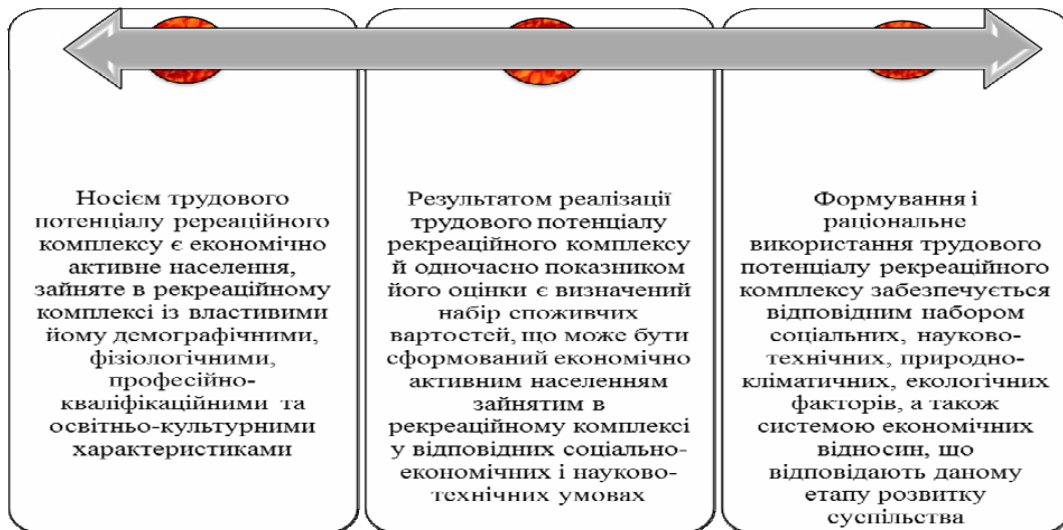 Носієм трудового
потенціалу ререаційного
комплексу є економічно
активне населення,
зайняте в рекреаційному
комплексі із властивими
йому демографічними,
фізіологічними,
професійно-
кваліфікаційними та
освітньо-культурними
характеристиками
Результатом реалізації
трудового потенціалу
рекреаційного комплексу
й одночасно показником
його оцінки є визначений
набір споживчих
вартостей, що може бути
сформований економічно
активним населенням
зайнятим в
рекреаційному комплексі
у відповідних соціально-
економічних і науково-
технічних умовах
Формування і
раціональне
використання трудового
потенціалу рекреаційного
комплексу забезпечується
відповідним набором
соціальних, науково-
технічних, природно-
кліматичних, екологічних
факторів, а також
системою економічних
відносин, що
відповідають даному
етапу розвитку
суспільства